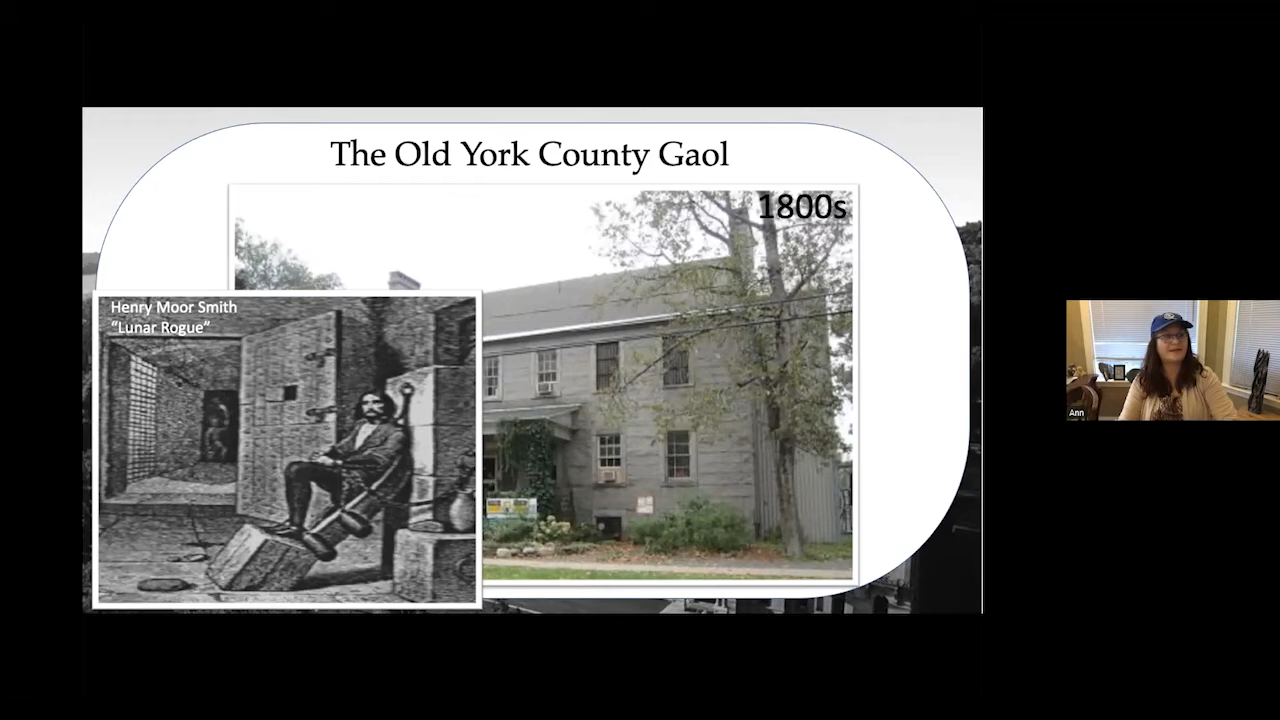 The Old York County Gaol
1800s
Henry Moor Smith
“Lunar Rogue”
Ann